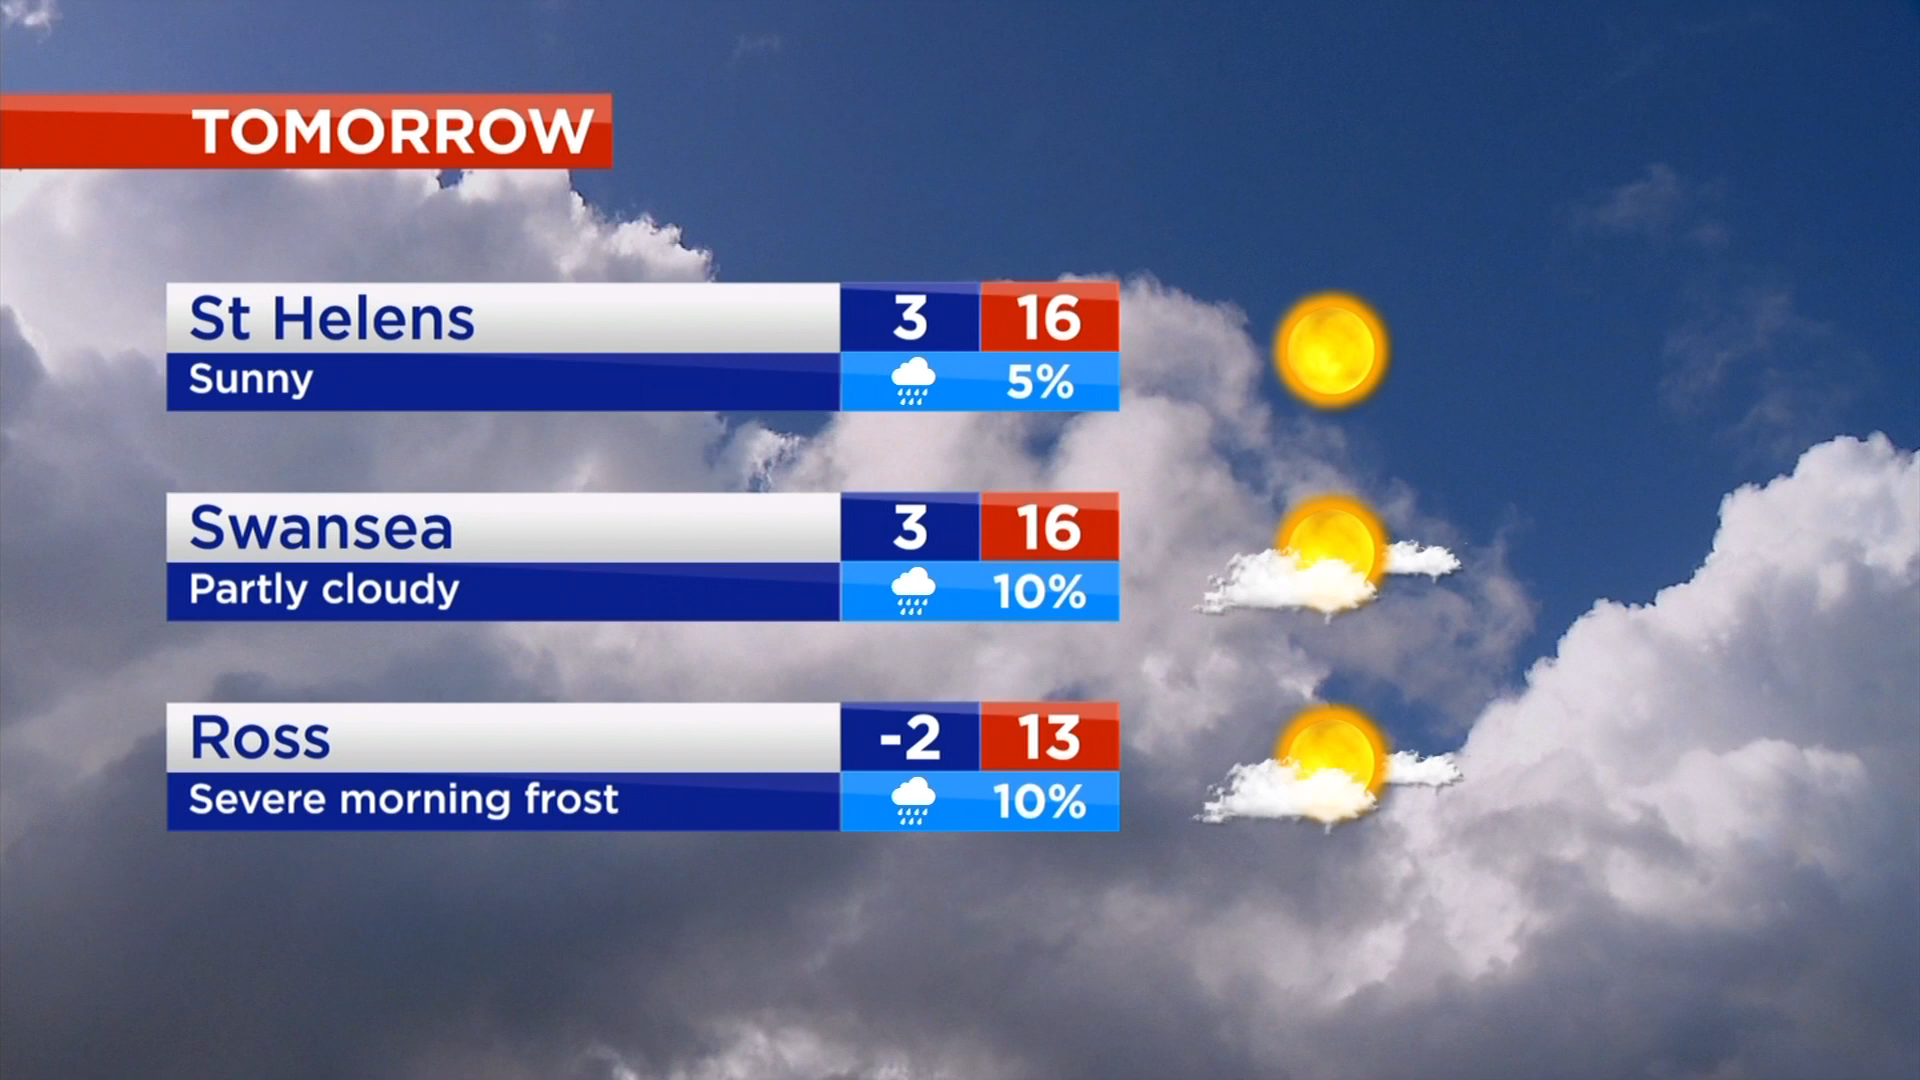 TOMORROW
St Helens 3 16
Sunny 5%
Swansea 3 16
Partly cloudy 10%
Ross -2 13
Severe morning frost 10%